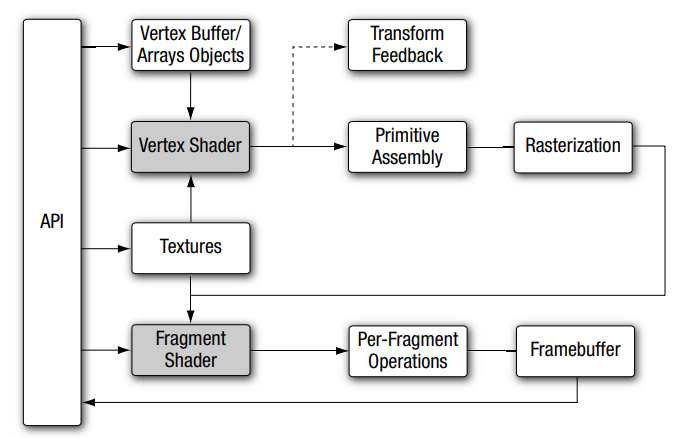 Vertex Buffer/
Arrays Objects
Transform
Feedback
Vertex Shader
Primitive
Assembly
Rasterization
API
Textures
Fragment
Shader
Per-Fragment
Operations
Framebuffer